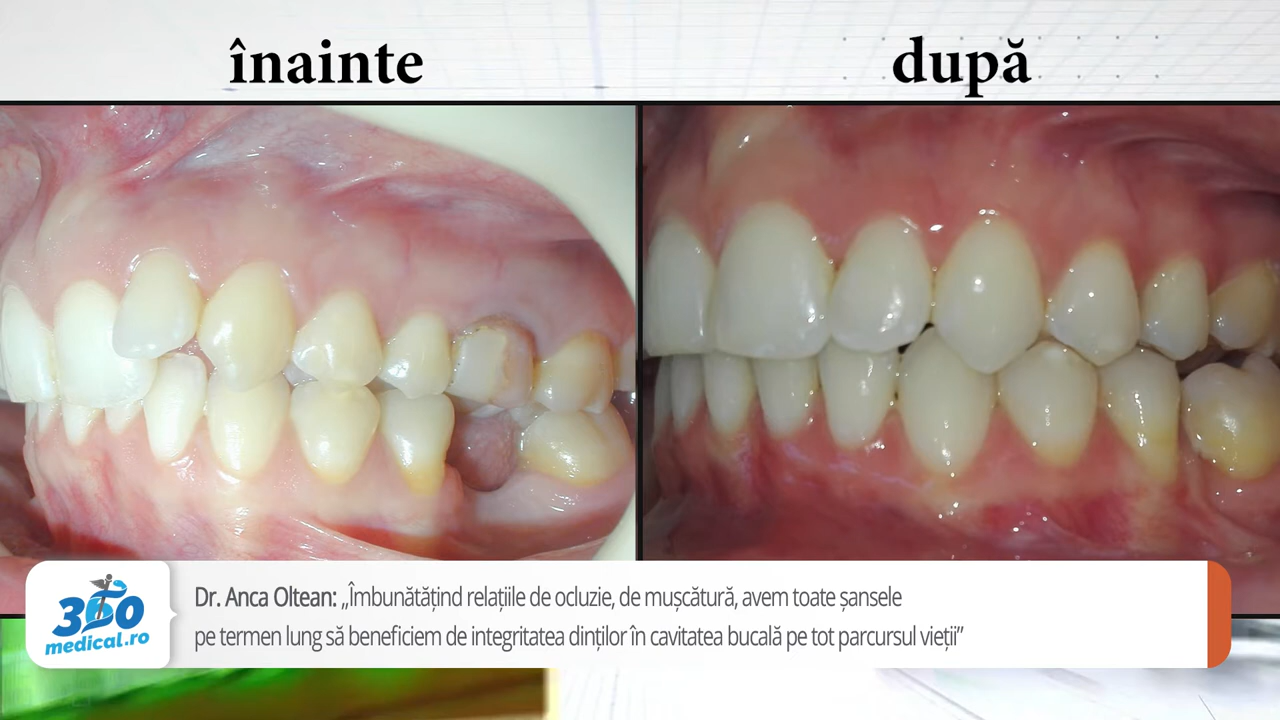 înainte
după
Dr. Anca Oltean: „Îmbunătățind relațiile de ocluzie, de mușcătură, avem toate șansele
pe termen lung să beneficiem de integritatea dinților în cavitatea bucală pe tot parcursul vieții”
360
medical.ro